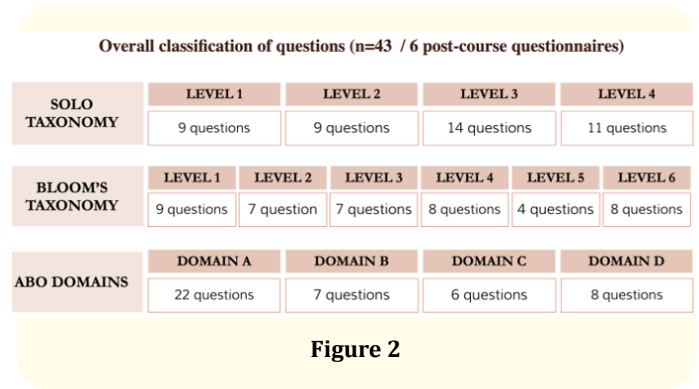 Overall classification of questions (n=43 / 6 post-course questionnaires)
SOLO TAXONOMY
LEVEL 1 LEVEL 2 LEVEL 3 LEVEL 4
9 questions 9 questions 14 questions 11 questions
BLOOM'S TAXONOMY
LEVEL 1 LEVEL 2 LEVEL 3 LEVEL 4 LEVEL 5 LEVEL 6
9 questions 7 question 7 questions 8 questions 4 questions 8 questions
ABO DOMAINS
DOMAIN A DOMAIN B DOMAIN C DOMAIN D
22 questions 7 questions 6 questions 8 questions
Figure 2